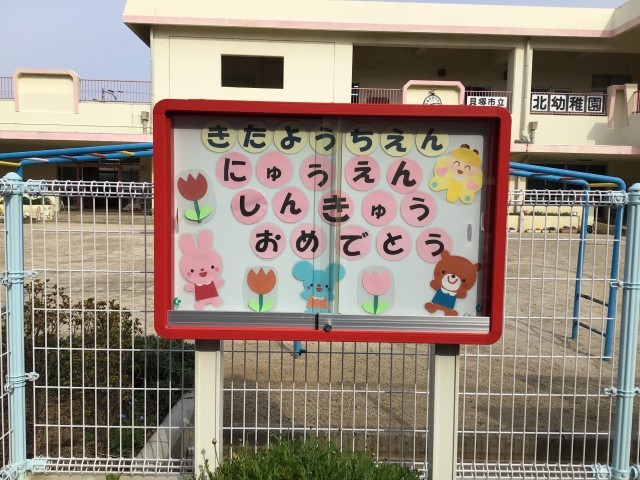 貝塚市立
北幼稚園
きたようちえん
にゅうえん
しんきゅう
おめでとう